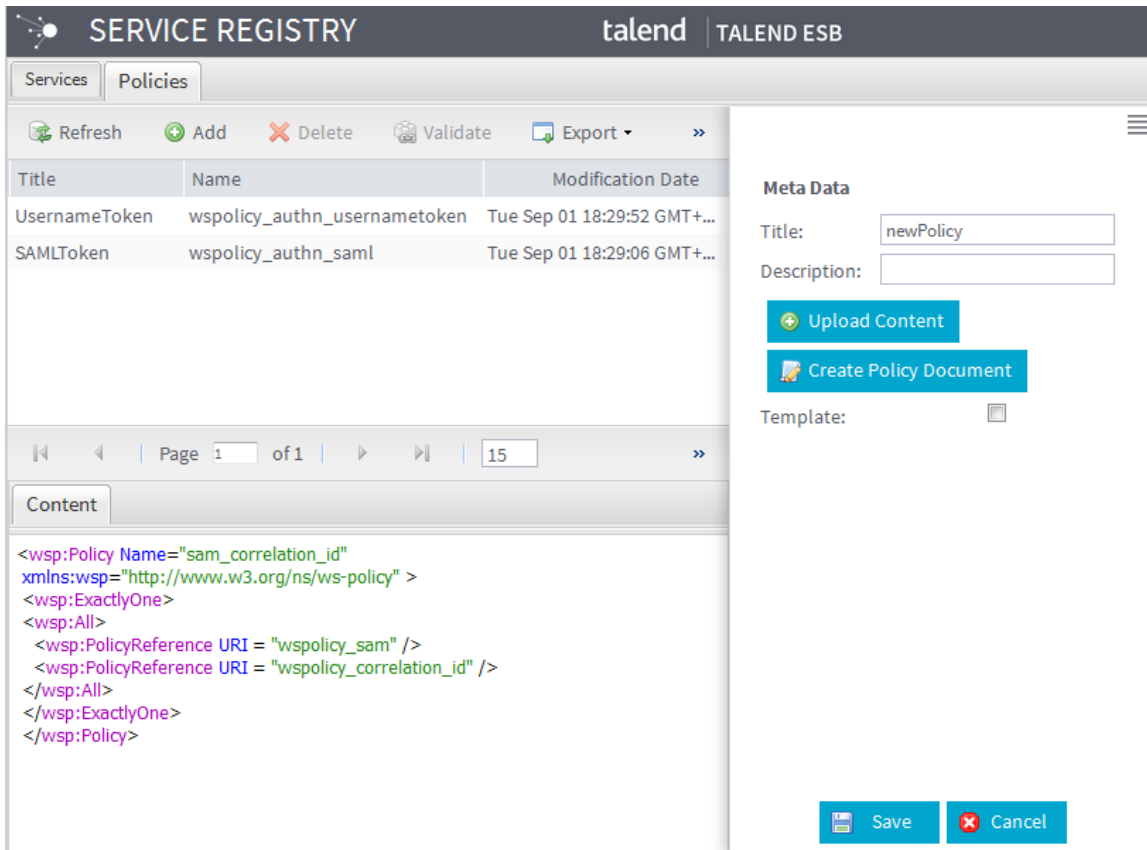 SERVICE REGISTRY talend TALEND ESB
Services Policies
Refresh Add Delete Validate Export »
Title Name Modification Date
UsernameToken wspolicy_authn_usernametoken Tue Sep 01 18:29:52 GMT+...
SAMLToken wspolicy_authn_saml Tue Sep 01 18:29:06 GMT+...
Page 1 of 1 15 »
Content
<wsp:Policy Name="sam_correlation_id"
xmlns:wsp="http://www.w3.org/ns/ws-policy" >
<wsp:ExactlyOne>
<wsp:All>
<wsp:PolicyReference URI = "wspolicy_sam" />
<wsp:PolicyReference URI = "wspolicy_correlation_id" />
</wsp:All>
</wsp:ExactlyOne>
</wsp:Policy>
Meta Data
Title: newPolicy
Description:
Upload Content
Create Policy Document
Template:
Save Cancel